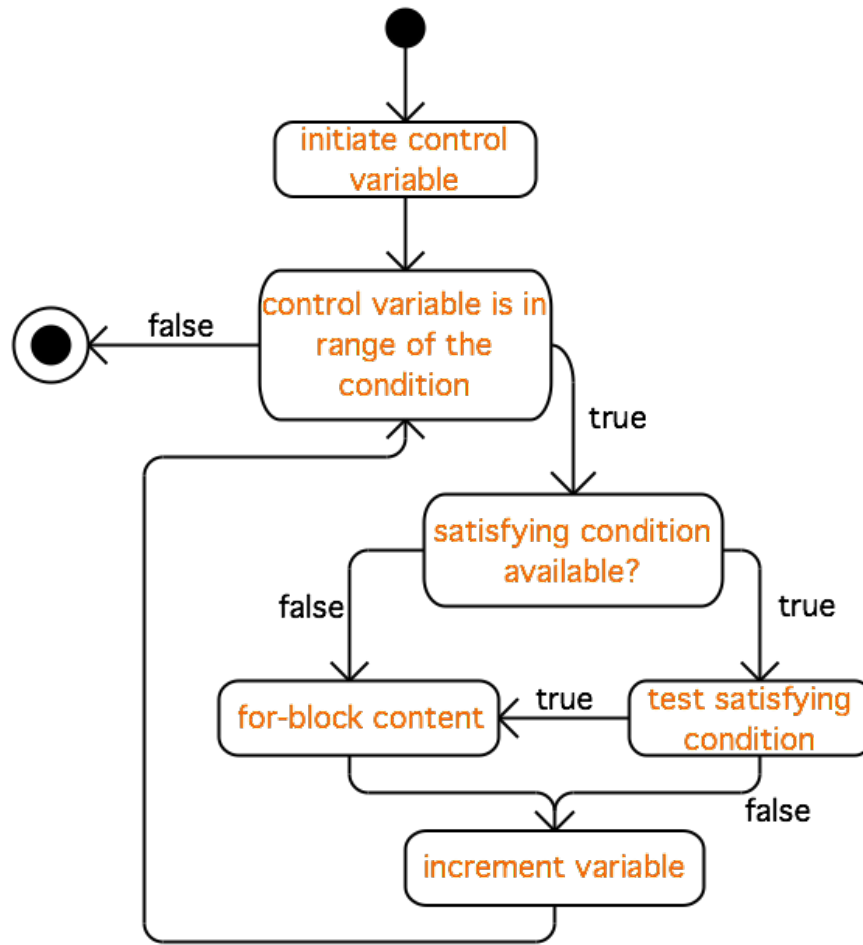 initiate control
variable
control variable is in
range of the
condition
false
true
satisfying condition
available?
false
true
for-block content
true
test satisfying
condition
false
increment variable